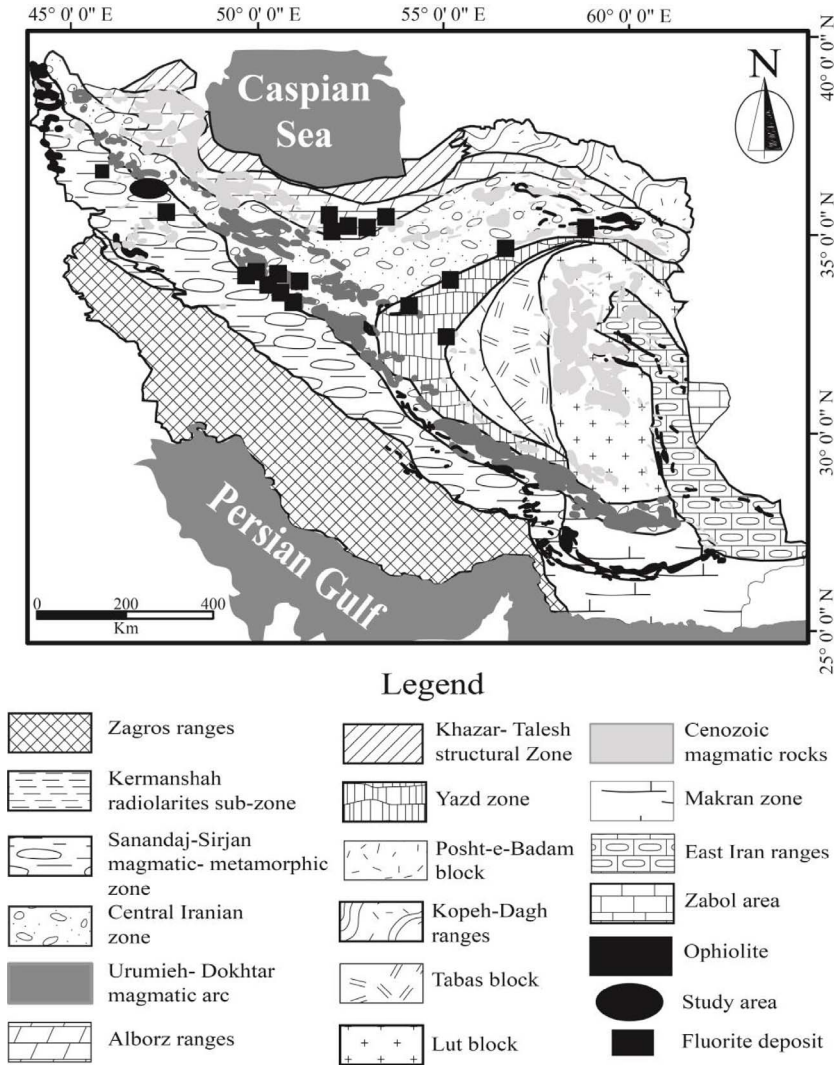 45° 0' 0" E
50° 0' 0" E
55° 0' 0" E
60° 0' 0" E
40° 0' 0" N
35° 0' 0" N
30° 0' 0" N
25° 0' 0" N
N
Caspian
Sea
Persian Gulf
0 200 400
Km
Legend
Zagros ranges
Kermanshah
radiolarites sub-zone
Sanandaj-Sirjan
magmatic- metamorphic
zone
Central Iranian
zone
Urumieh- Dokhtar
magmatic arc
Alborz ranges
Khazar- Talesh
structural Zone
Yazd zone
Posht-e-Badam
block
Kopeh-Dagh
ranges
Tabas block
Lut block
Cenozoic
magmatic rocks
Makran zone
East Iran ranges
Zabol area
Ophiolite
Study area
Fluorite deposit